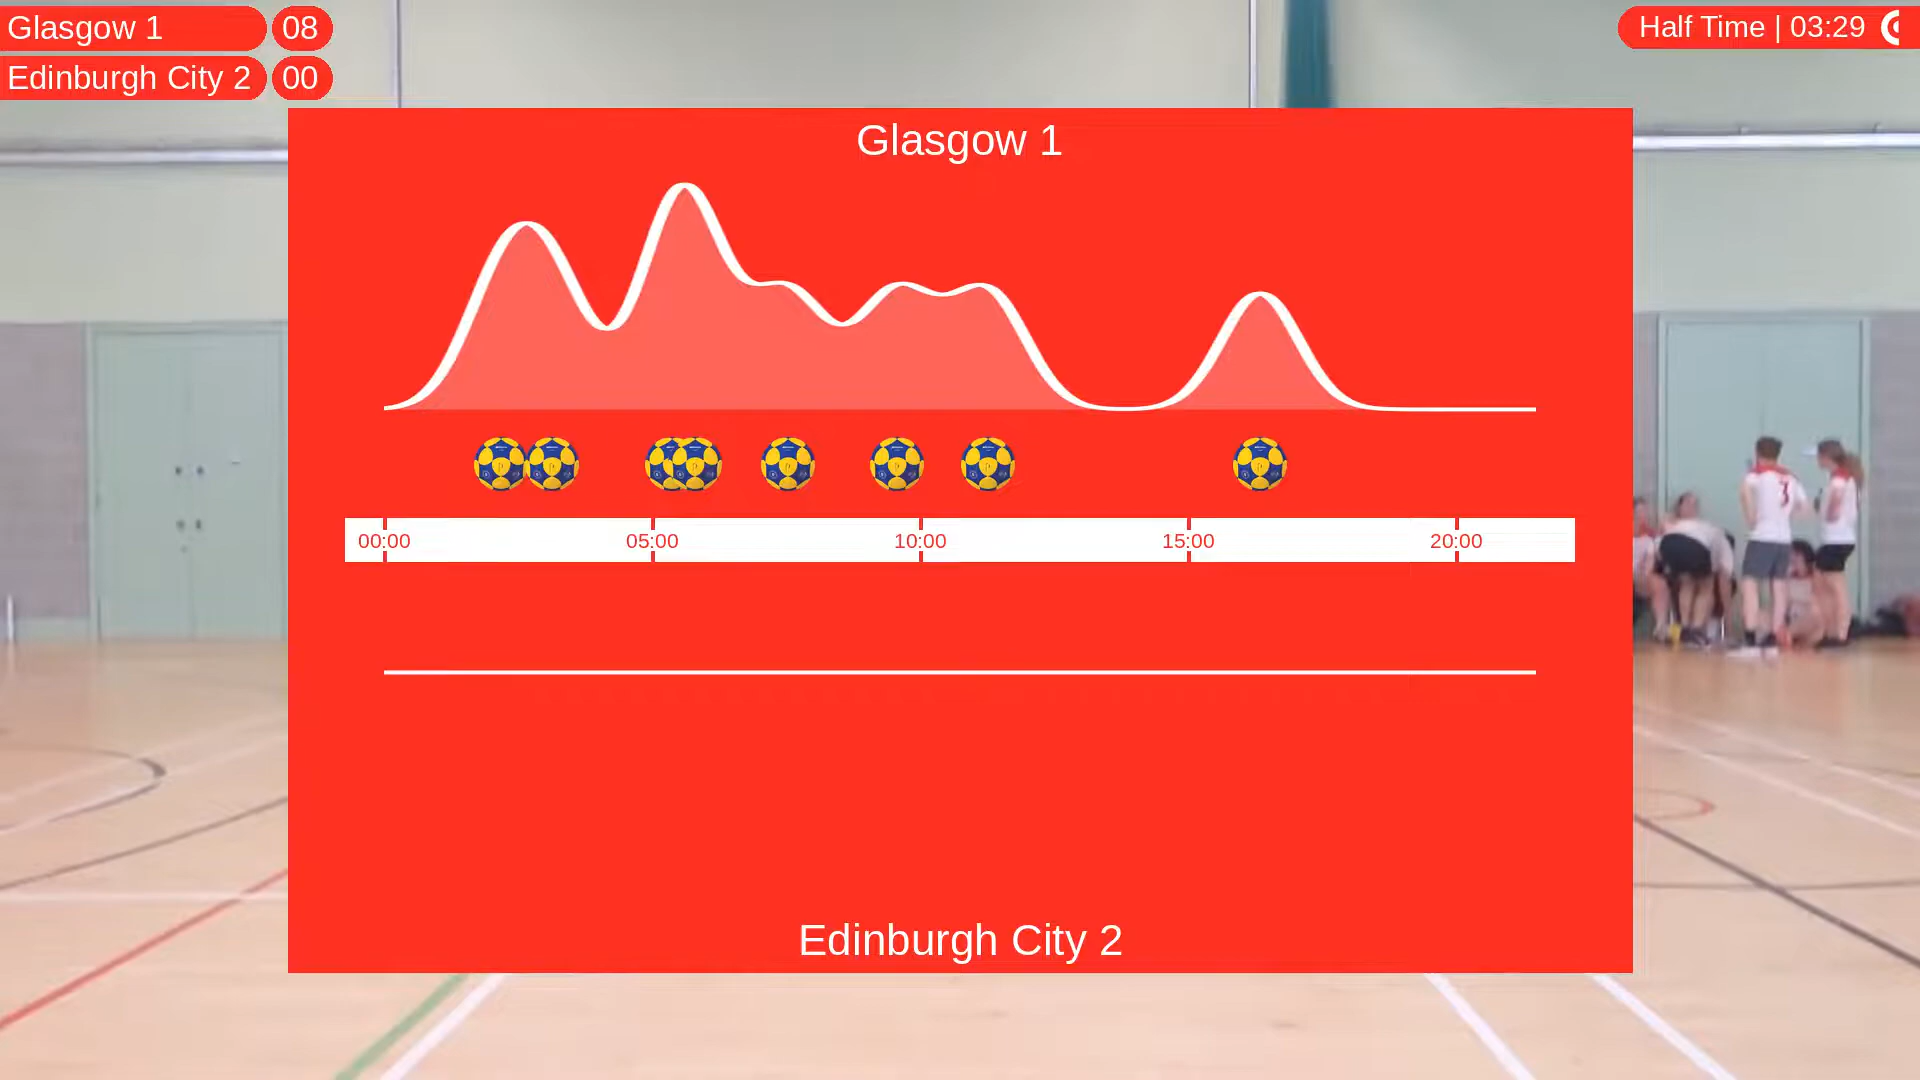 Glasgow 1 08
Edinburgh City 2 00
Half Time | 03:29
Glasgow 1
00:00 05:00 10:00 15:00 20:00
Edinburgh City 2
3